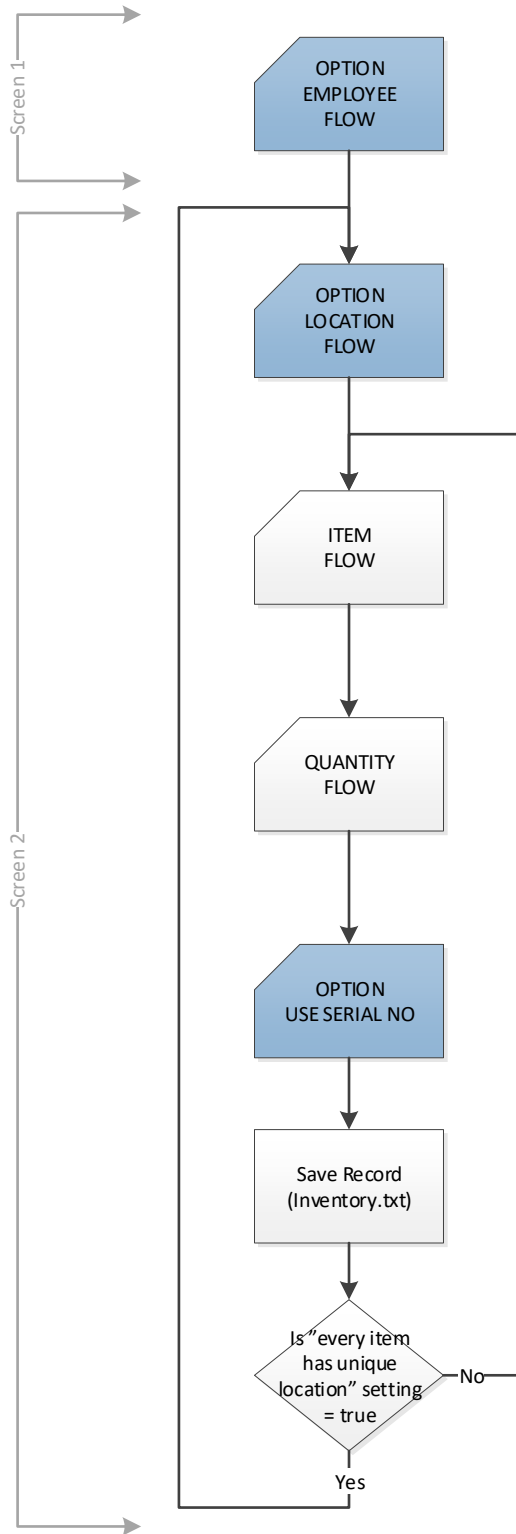 Screen 1
OPTION
EMPLOYEE
FLOW
OPTION
LOCATION
FLOW
ITEM
FLOW
QUANTITY
FLOW
Screen 2
OPTION
USE SERIAL NO
Save Record
(Inventory.txt)
Is ”every item
has unique
location” setting
= true
No
Yes